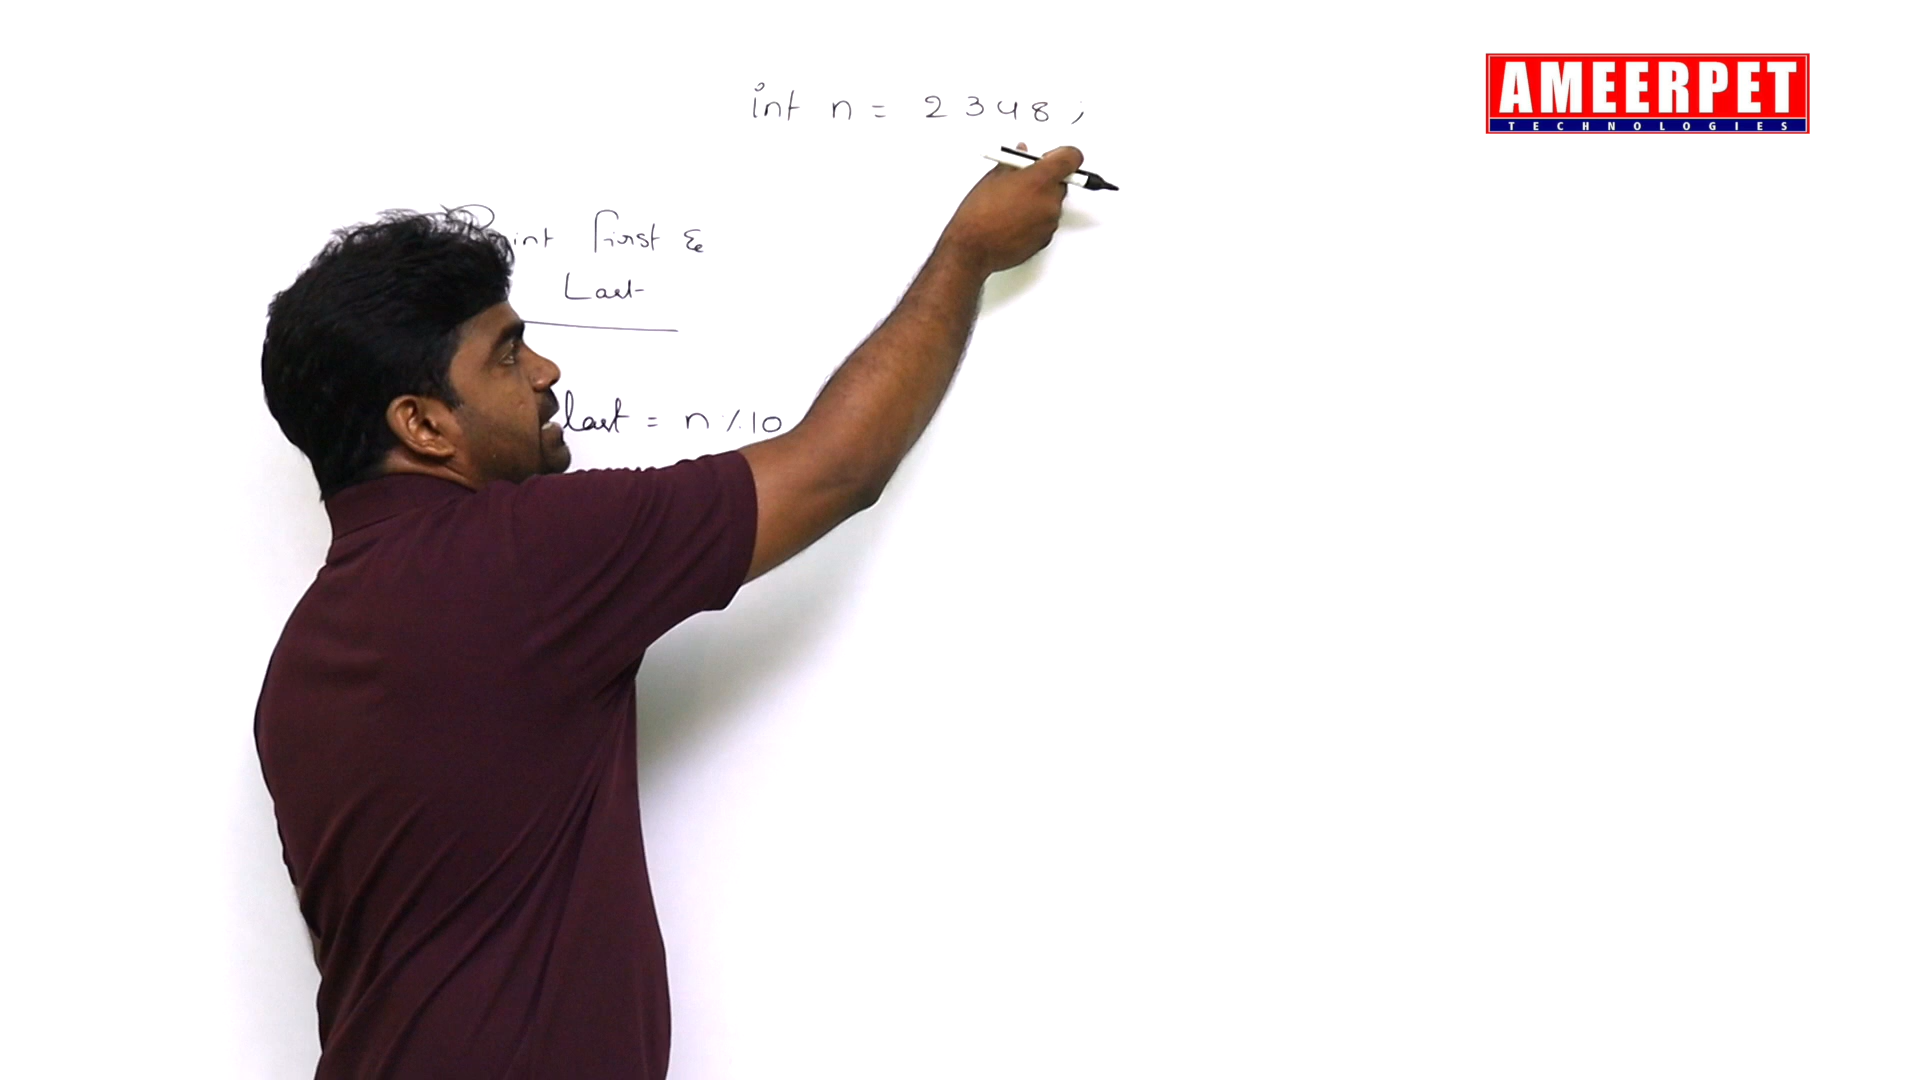 int n = 2348;
AMEERPET
TECHNOLOGIES
Print first &
Last
last = n % 10